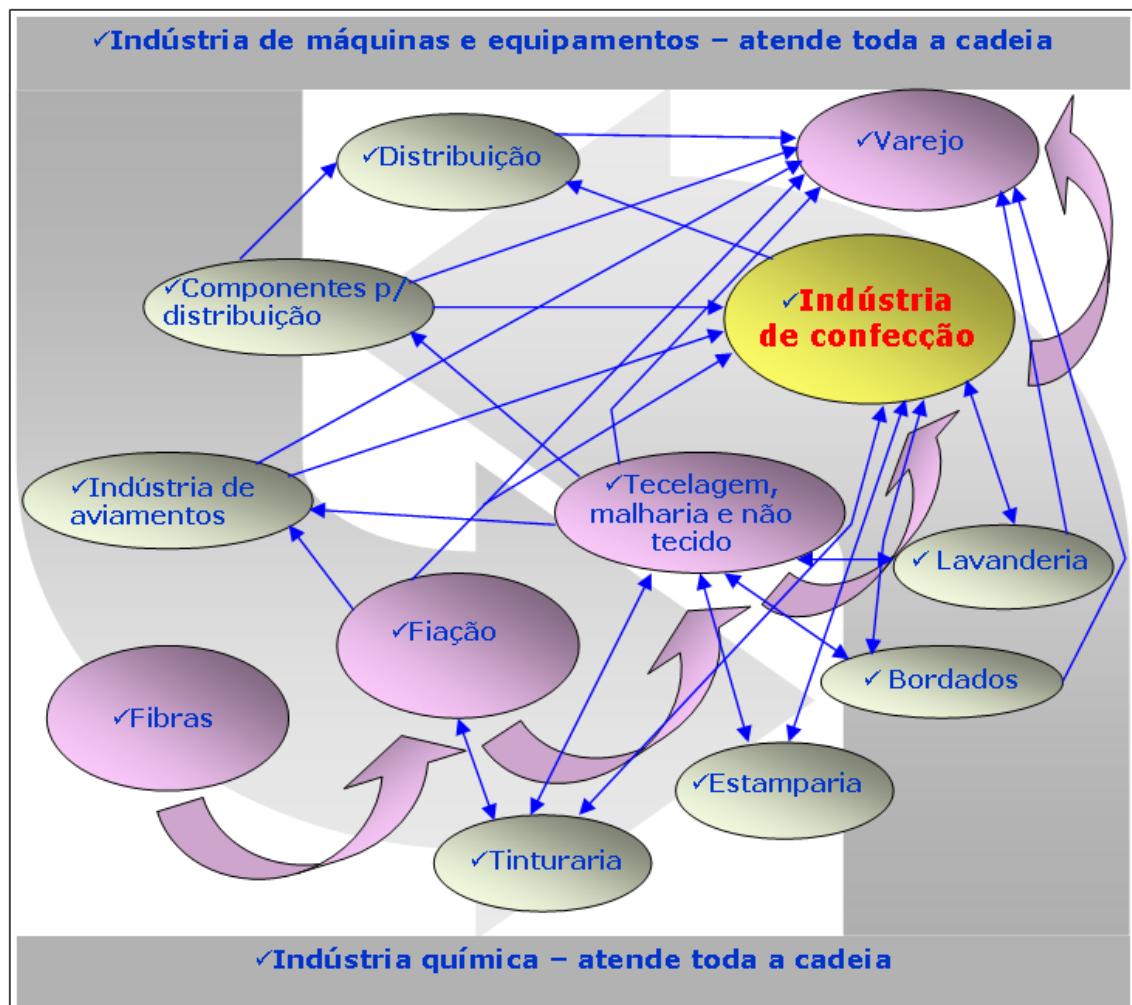 ✓Indústria de máquinas e equipamentos – atende toda a cadeia
✓Distribuição
✓Varejo
✓Componentes p/
distribuição
✓Indústria
de confecção
✓Indústria de
aviamentos
✓Tecelagem,
malharia e não
tecido
✓Lavanderia
✓Fiação
✓Bordados
✓Fibras
✓Estamparia
✓Tinturaria
✓Indústria química – atende toda a cadeia